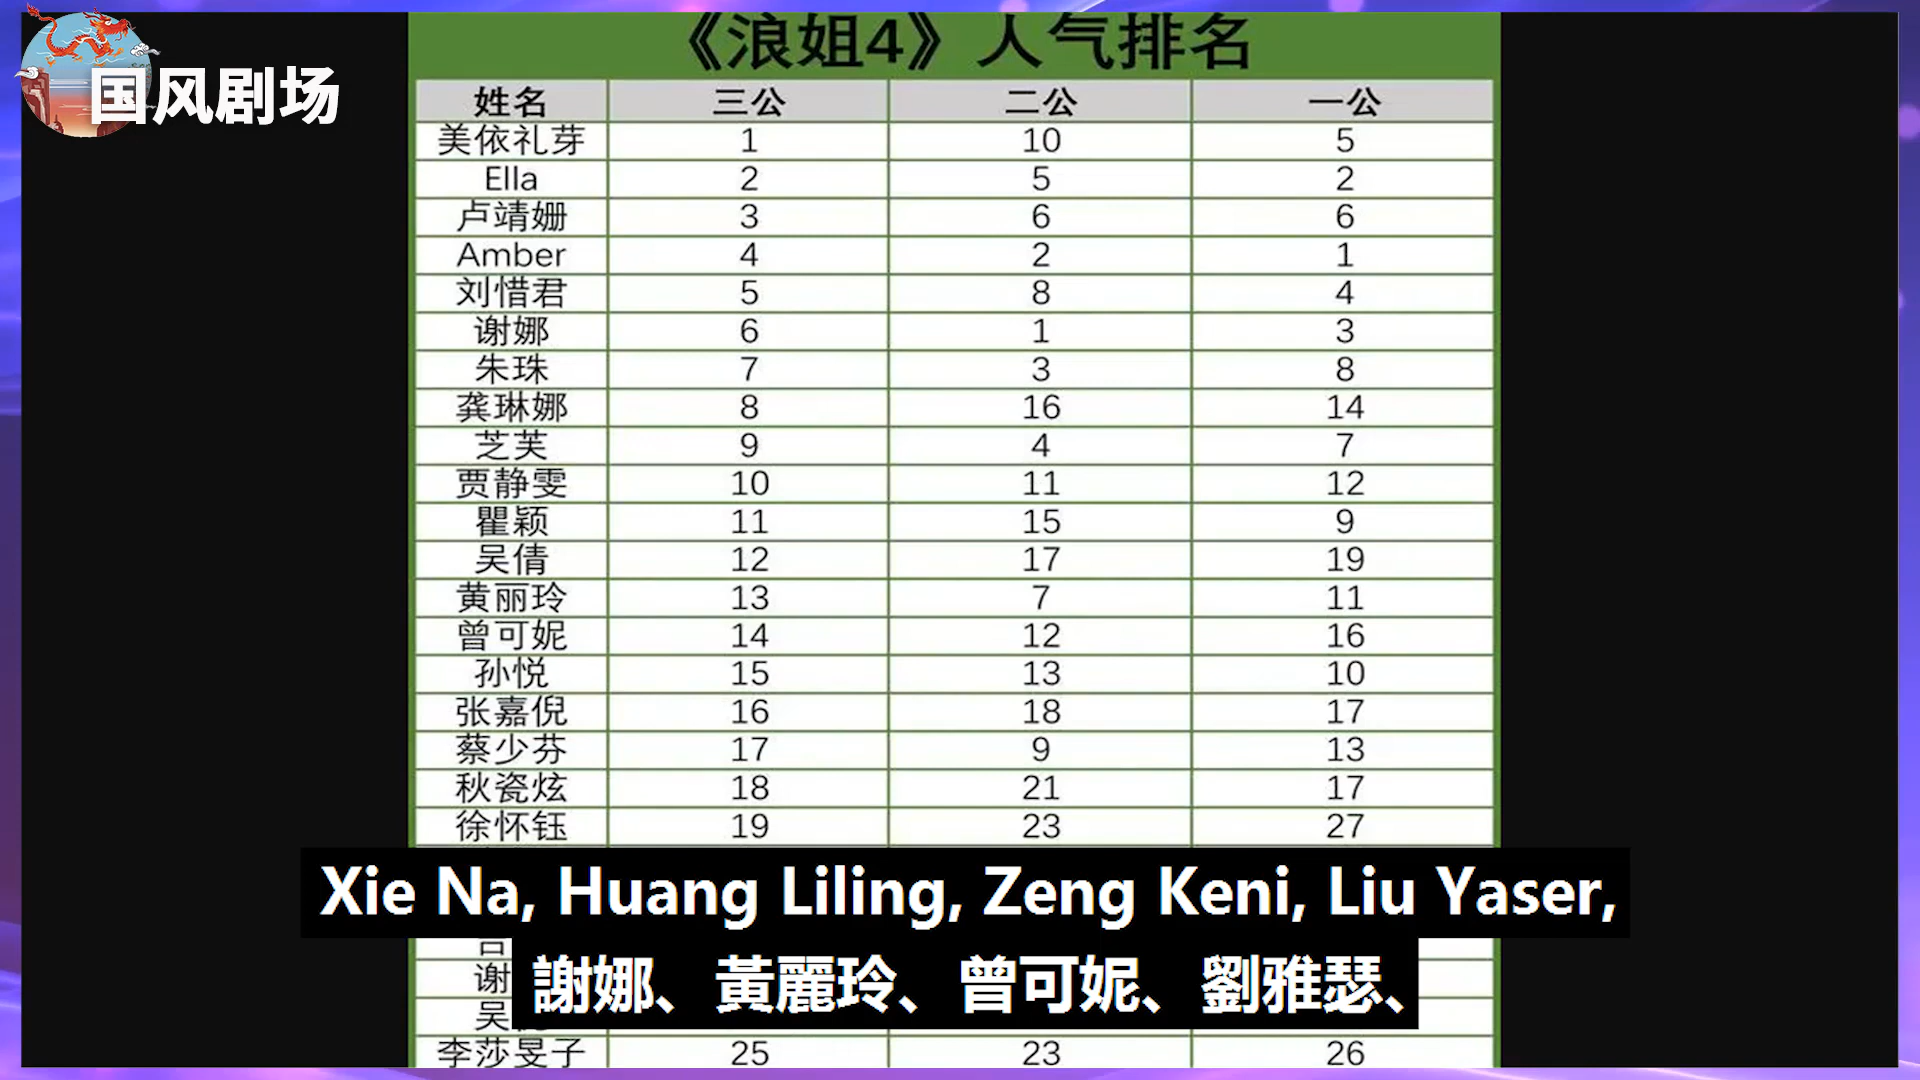 国风剧场
《浪姐4》人气排名
姓名 三公 二公 一公
美依礼芽 1 10 5
Ella 2 5 2
卢靖姗 3 6 6
Amber 4 2 1
刘惜君 5 8 4
谢娜 6 1 3
朱珠 7 3 8
龚琳娜 8 16 14
芝芙 9 4 7
贾静雯 10 11 12
瞿颖 11 15 9
吴倩 12 17 19
黄丽玲 13 7 11
曾可妮 14 12 16
孙悦 15 13 10
张嘉倪 16 18 17
蔡少芬 17 9 13
秋瓷炫 18 21 17
徐怀钰 19 23 27
Xie Na, Huang Liling, Zeng Keni, Liu Yaser,
謝娜、黃麗玲、曾可妮、劉雅瑟、
谢
吴
李莎旻子 25 23 26